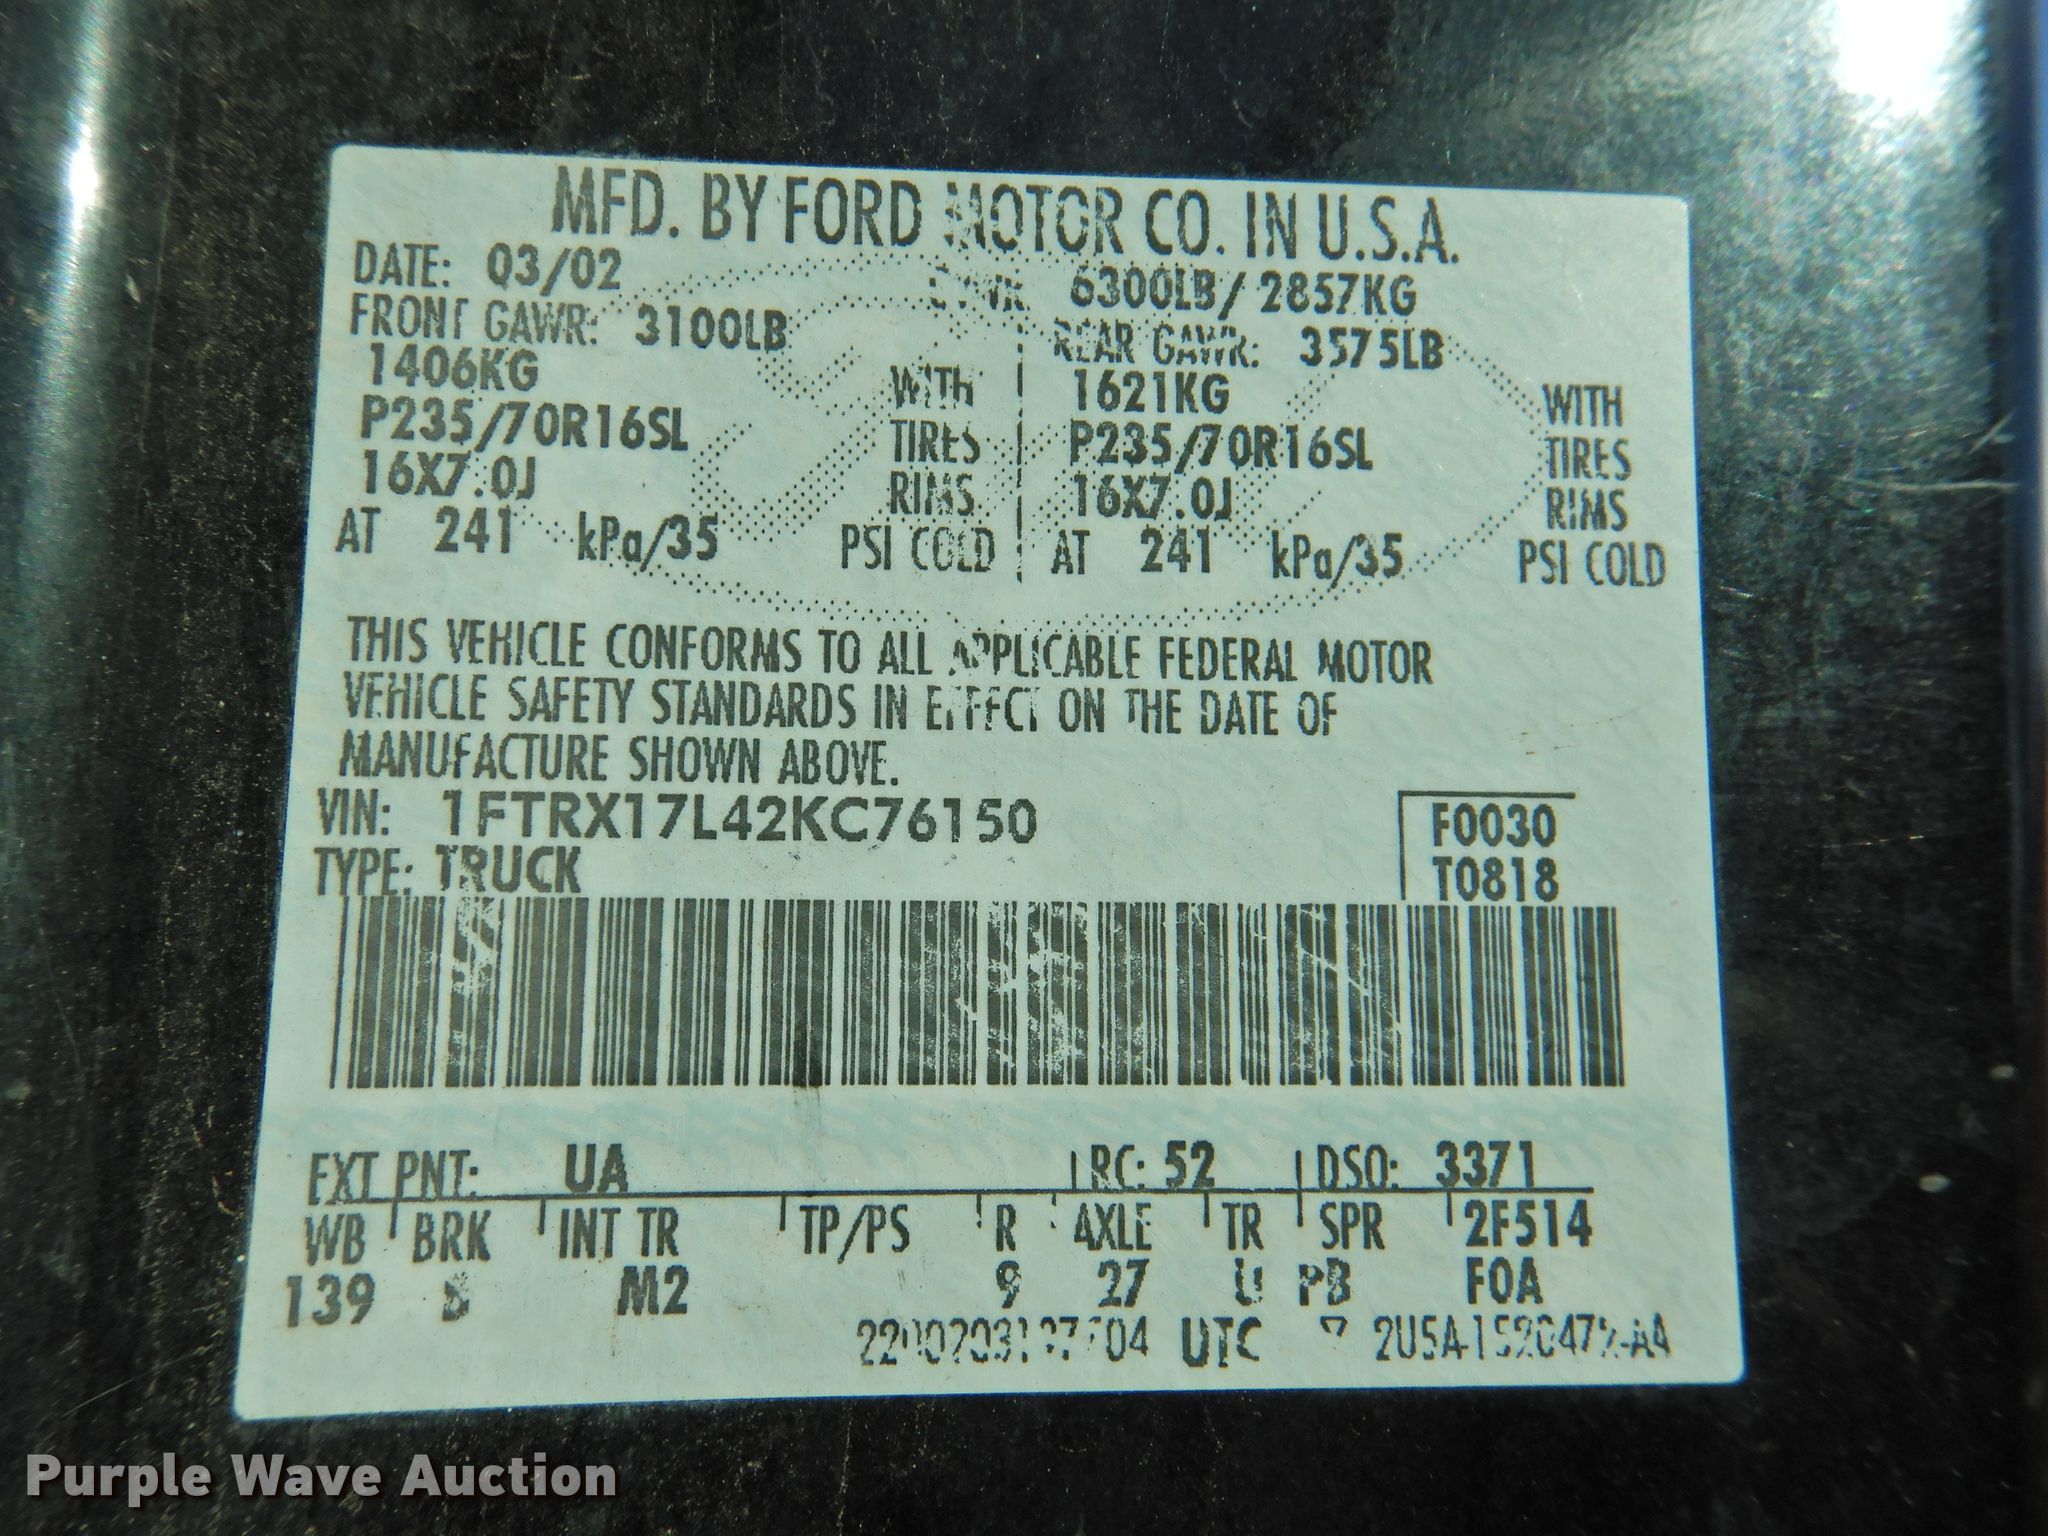 MFD. BY FORD MOTOR CO. IN U.S.A.
DATE: 03/02 6300LB/ 2857KG
FRONT GAWR: 3100LB REAR GAWR: 3575LB
1406KG WITH 1621KG WITH
P235/70R16SL TIRES P235/70R16SL TIRES
16X7.0J RIMS 16X7.0J RIMS
AT 241 kPa/35 PSI COLD AT 241 kPa/35 PSI COLD
THIS VEHICLE CONFORMS TO ALL APPLICABLE FEDERAL MOTOR
VEHICLE SAFETY STANDARDS IN EFFECT ON THE DATE OF
MANUFACTURE SHOWN ABOVE.
VIN: 1FTRX17L42KC76150 F0030
TYPE: TRUCK T0818
EXT PNT: UA RC: 52 DSO: 3371
WB BRK INT TR TP/PS R AXLE TR SPR 2F514
139 M2 9 27 U PB F0A
UTC
Purple Wave Auction